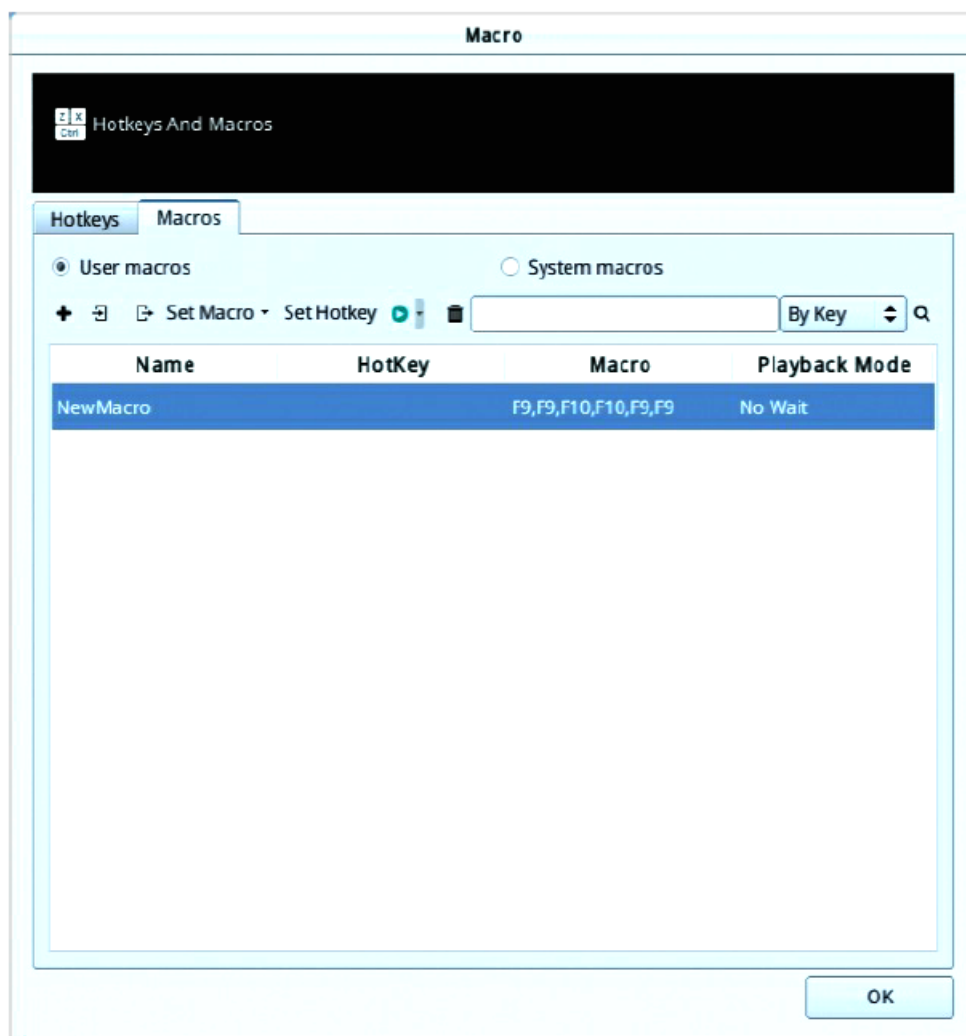 Macro
Z X
Ctrl
Hotkeys And Macros
Hotkeys Macros
User macros System macros
Set Macro Set Hotkey By Key
Name HotKey Macro Playback Mode
NewMacro F9,F9,F10,F10,F9,F9 No Wait
OK